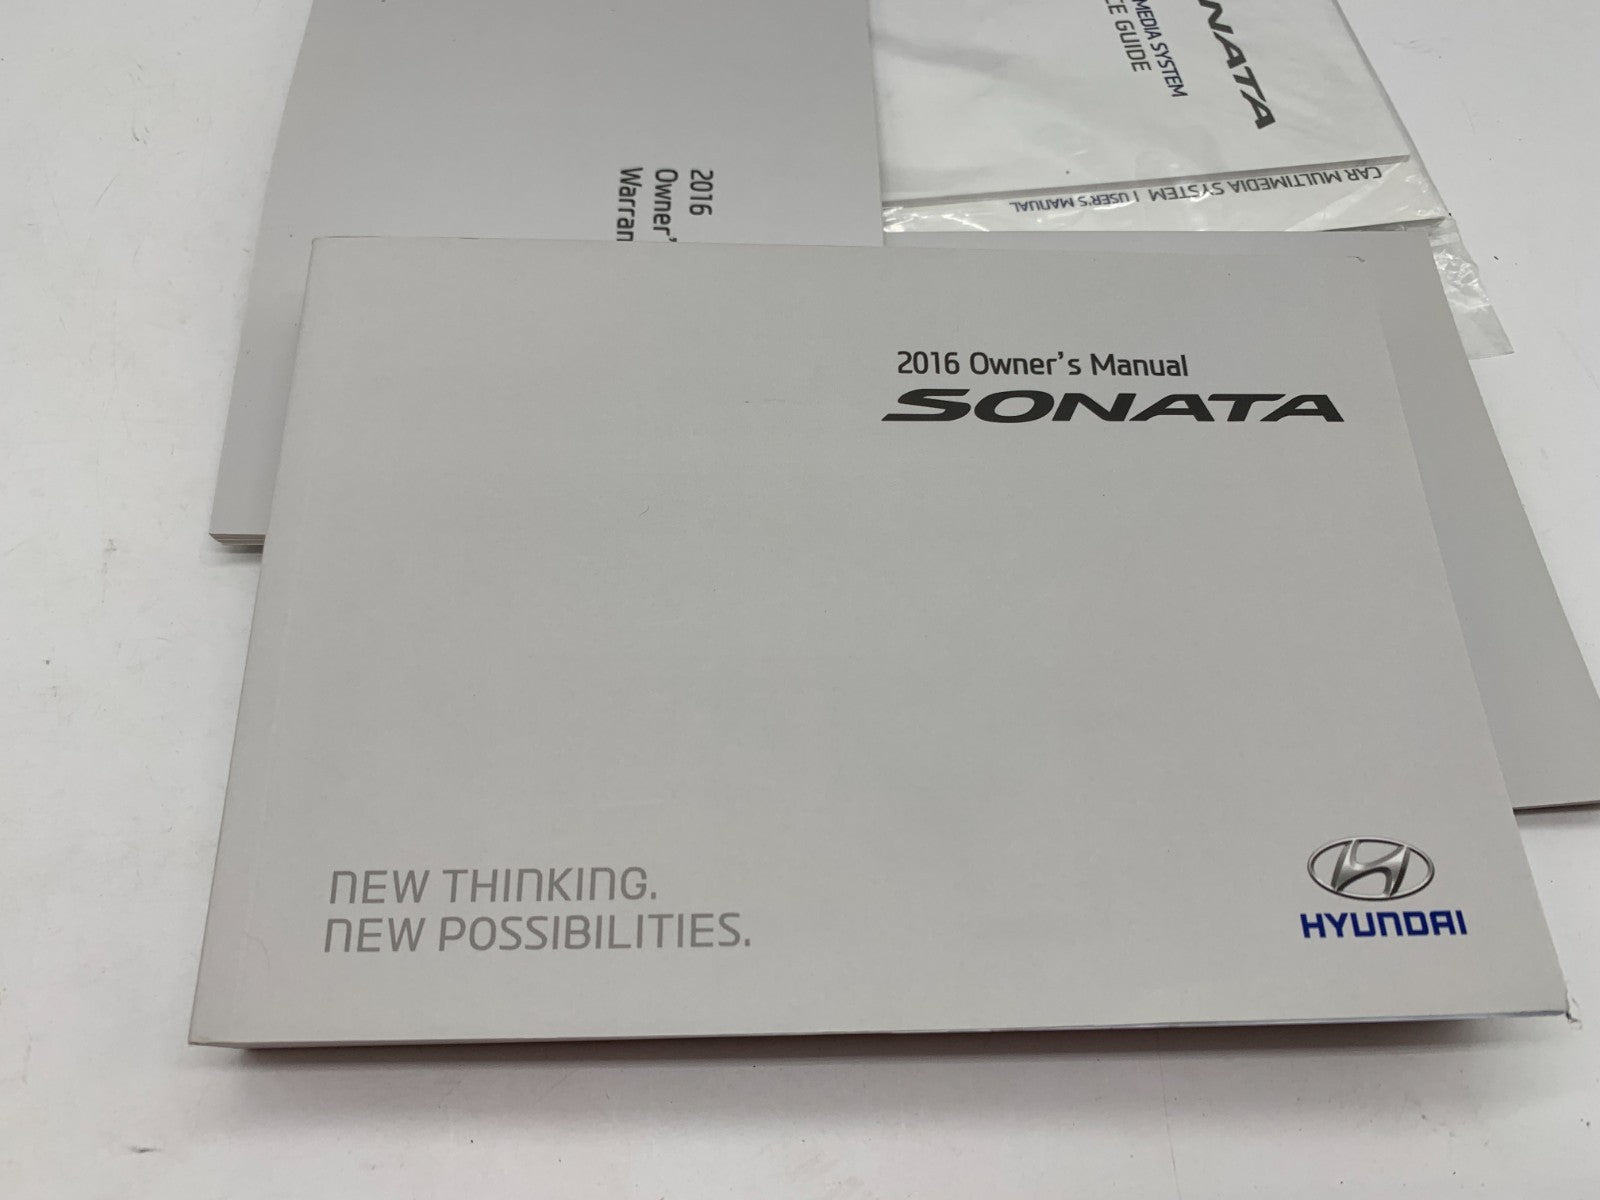 NATA
MEDIA SYSTEM
GUIDE
CAR MULTIMEDIA SYSTEM | USER'S MANUAL
2016
Owner'
2016 Owner's Manual
SONATA
NEW THINKING.
NEW POSSIBILITIES.
HYUNDAI